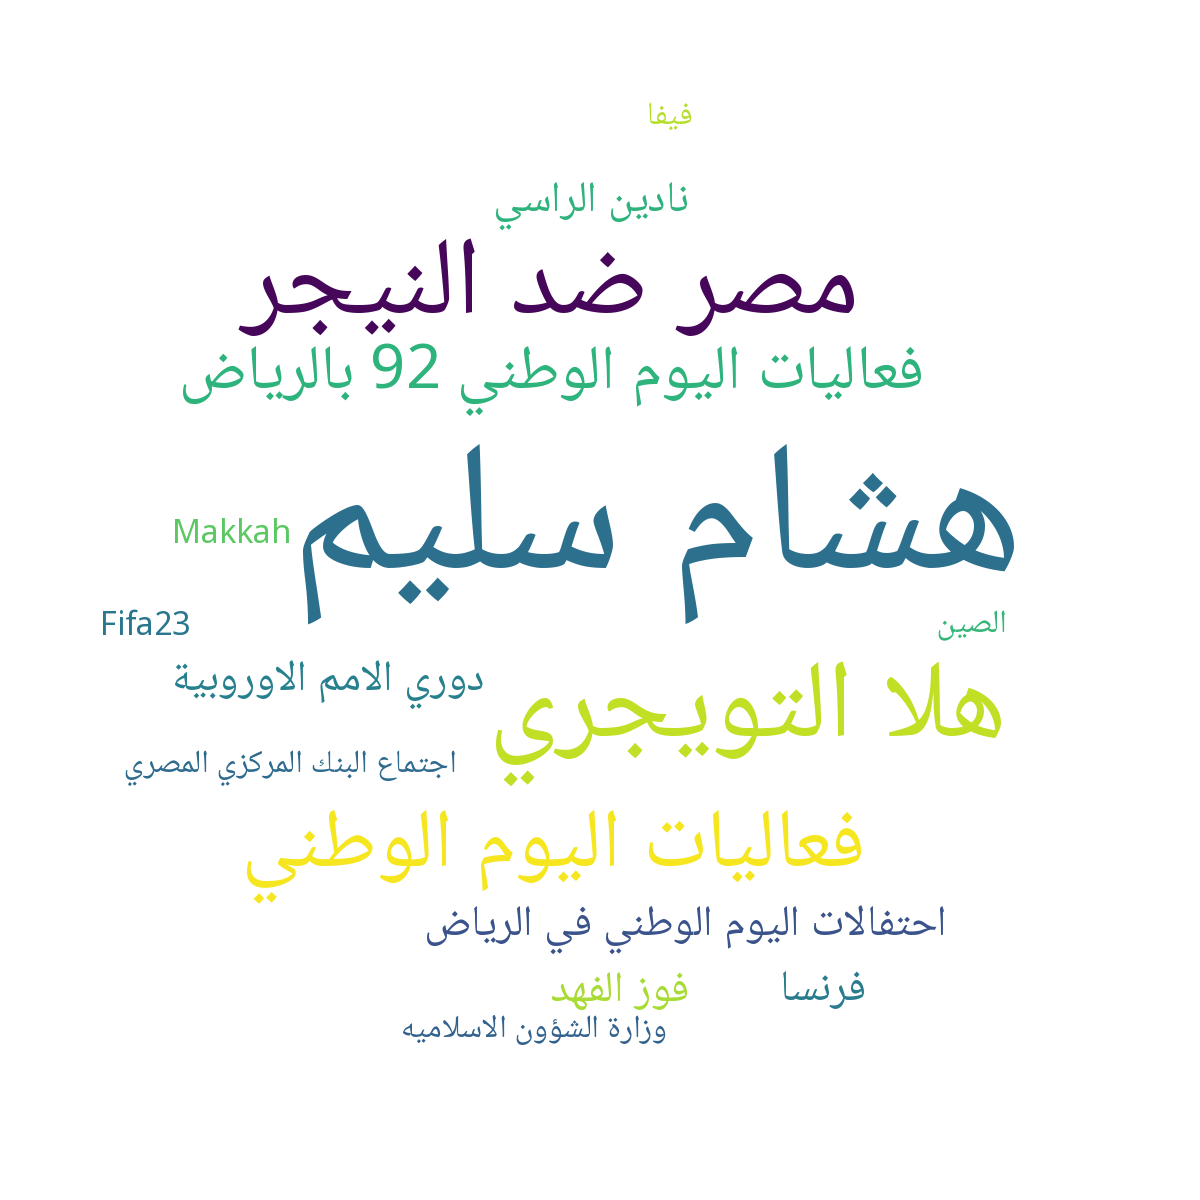 فيفا
نادين الراسي
مصر ضد النيجر
فعاليات اليوم الوطني 92 بالرياض
هشام سليم
Makkah
الصين
Fifa23
دوري الامم الاوروبية
هلا التويجري
اجتماع البنك المركزي المصري
فعاليات اليوم الوطني
احتفالات اليوم الوطني في الرياض
فرنسا
فوز الفهد
وزارة الشؤون الاسلاميه